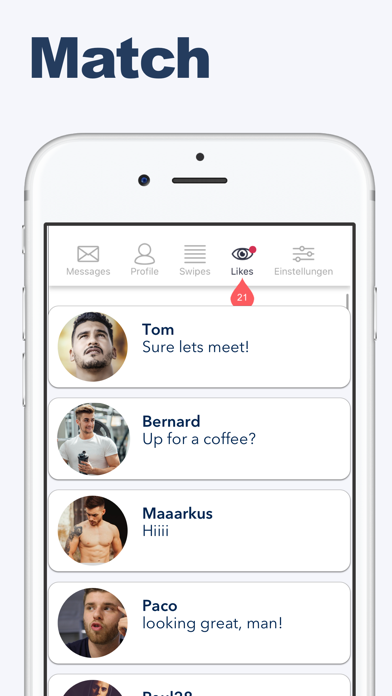 Match
Messages
Profile
Swipes
Likes
Einstellungen
21
Tom
Sure lets meet!
Bernard
Up for a coffee?
Maaarkus
Hiiii
Paco
looking great, man!
Paul28